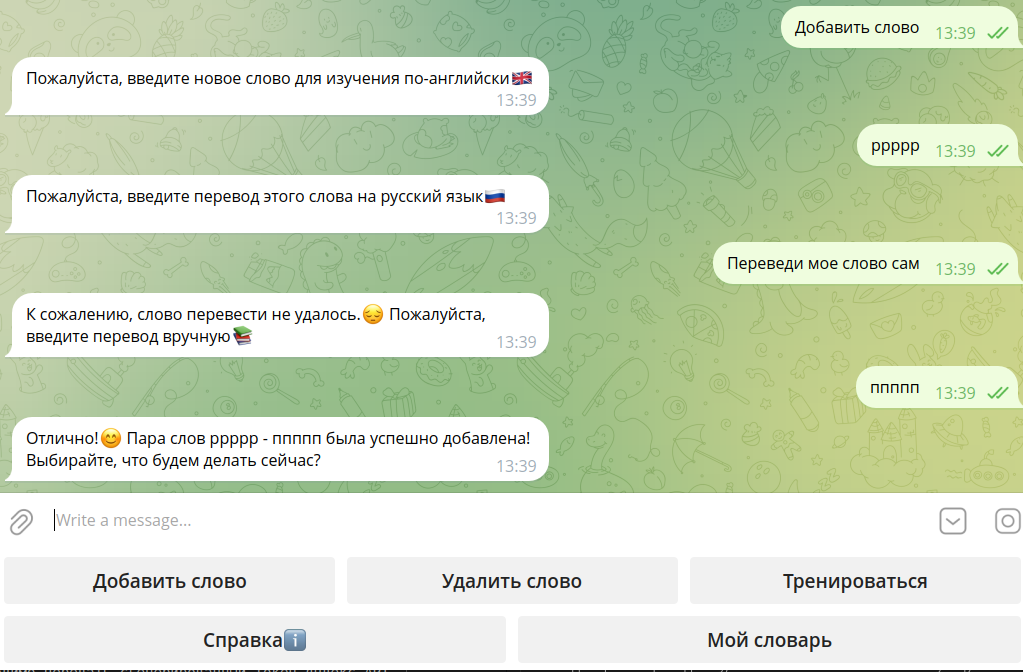 Добавить слово 13:39
Пожалуйста, введите новое слово для изучения по-английски🇬🇧
13:39
ррррр 13:39
Пожалуйста, введите перевод этого слова на русский язык🇷🇺
13:39
Переведи мое слово сам 13:39
К сожалению, слово перевести не удалось.😔 Пожалуйста,
введите перевод вручную📚
13:39
ппппп 13:39
Отлично!😊 Пара слов ррррр - ппппп была успешно добавлена!
Выбирайте, что будем делать сейчас?
13:39
Write a message...
Добавить слово
Удалить слово
Тренироваться
Справкаℹ️
Мой словарь